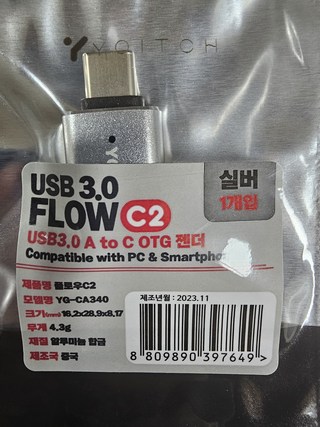 YOITCH
실버
1개입
USB 3.0
FLOW C2
USB3.0 A to C OTG 젠더
Compatible with PC &
제품명 플로우C2
모델명 YG-CA340
크기(mm) 16.2x28.9x8.17
무게 4.3g
재질 알루미늄 합금
제조국 중국
제조년월 : 2023.11
8 809890 397649 >